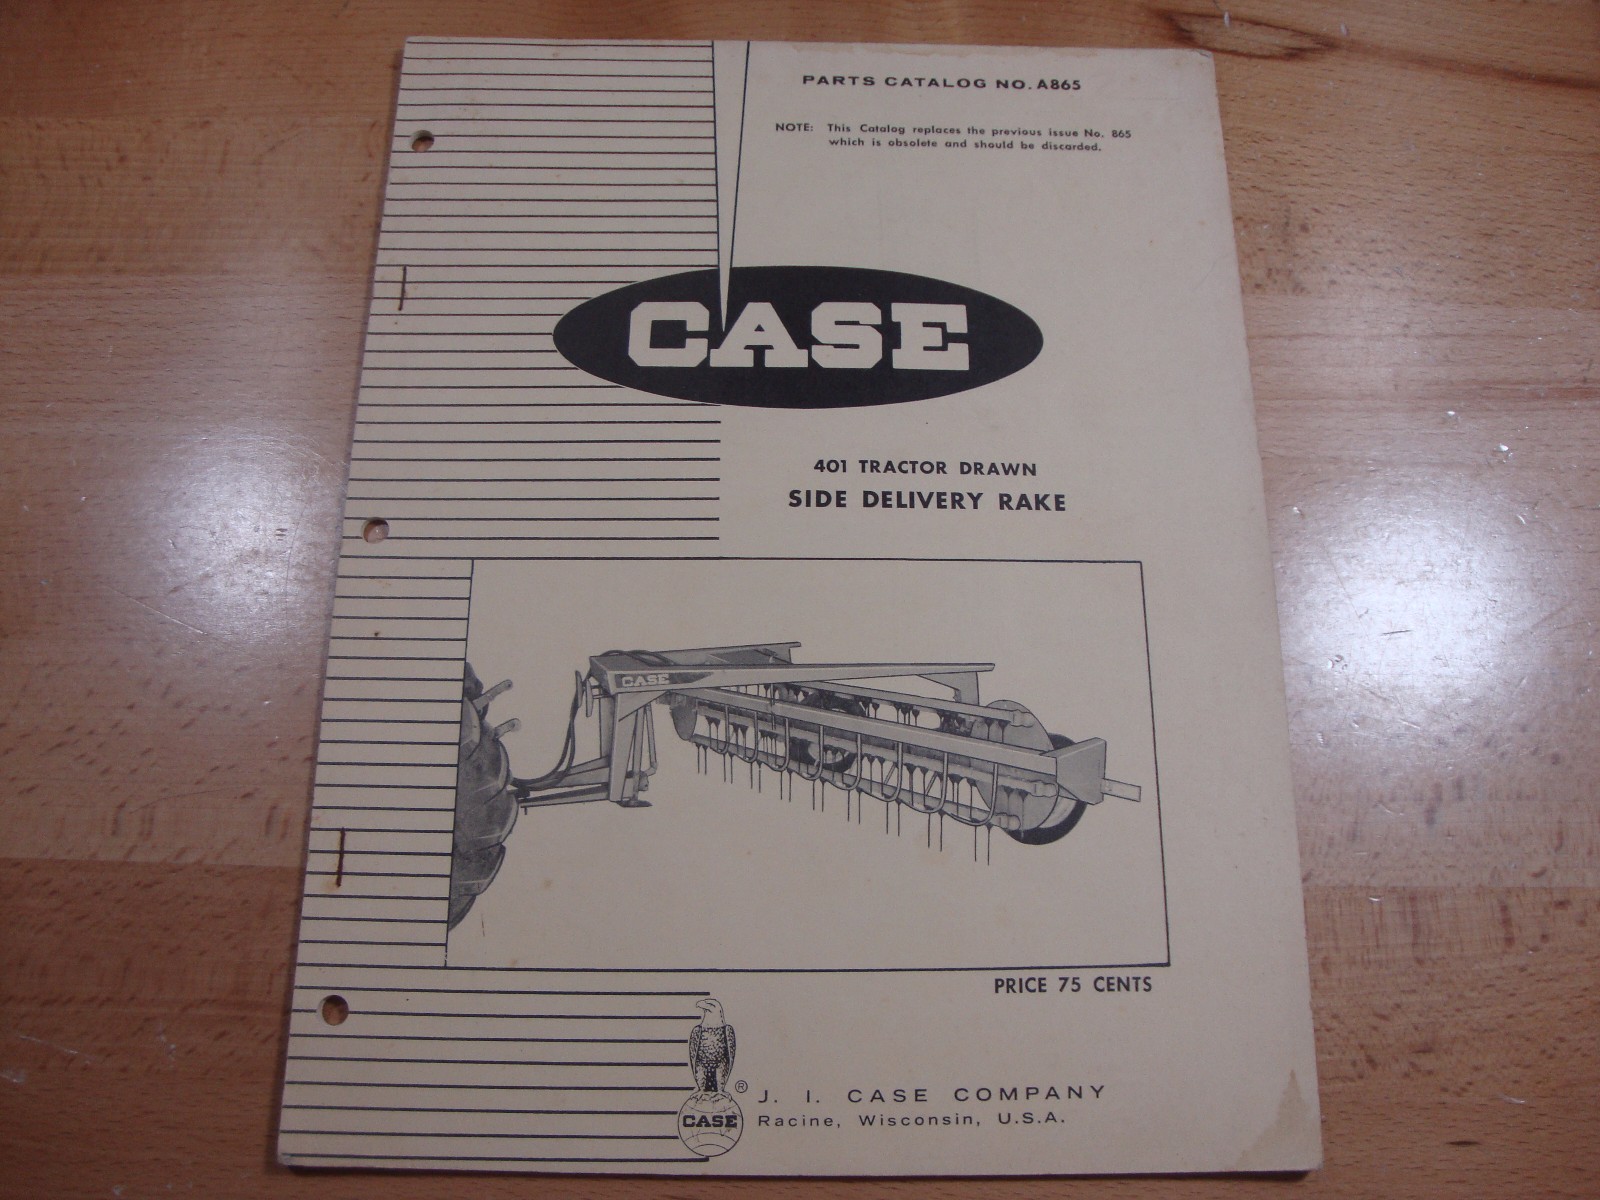 PARTS CATALOG NO. A865
NOTE: This Catalog replaces the previous issue No. 865
which is obsolete and should be discarded.
CASE
401 TRACTOR DRAWN
SIDE DELIVERY RAKE
CASE
PRICE 75 CENTS
®
CASE
J. I. CASE COMPANY
Racine, Wisconsin, U.S.A.